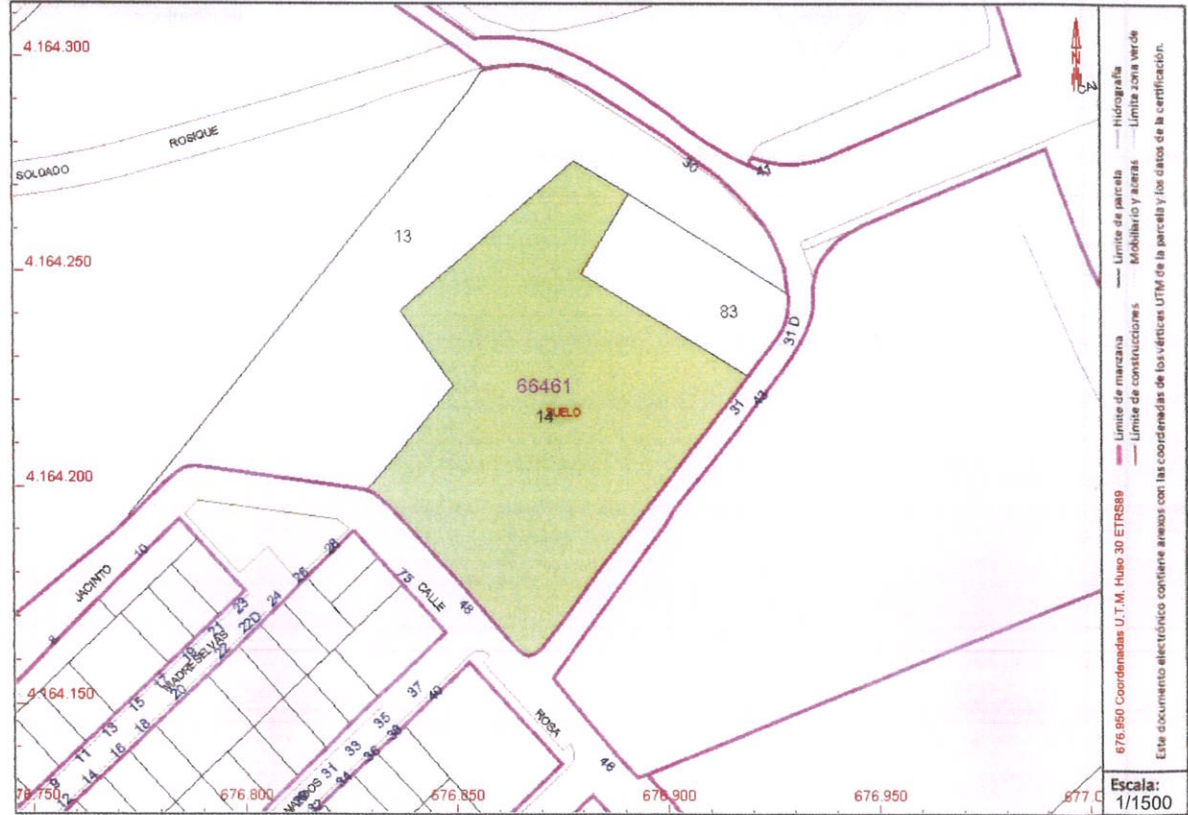 4.164.300
4.164.250
4.164.200
4.164.150
676.750
676.800
676.850
676.900
676.950
SOLDADO
ROSIQUE
13
30
41
83
31 D
66461
14
SUELO
31
43
JACINTO
10
8
28
26
24
23
22D
21
22
19
MADRESELVAS
17
20
15
18
13
16
11
14
9
12
75
CALLE
48
37
40
35
38
33
36
31
34
32
ROSA
46
676.950 Coordenadas U.T.M. Huso 30 ETRS89
Límite de manzana
Límite de parcela
Hidrografía
Límite de construcciones
Mobiliario y aceras
Límite zona verde
Este documento electrónico contiene anexos con las coordenadas de los vértices UTM de la parcela y los datos de la certificación.
Escala:
1/1500